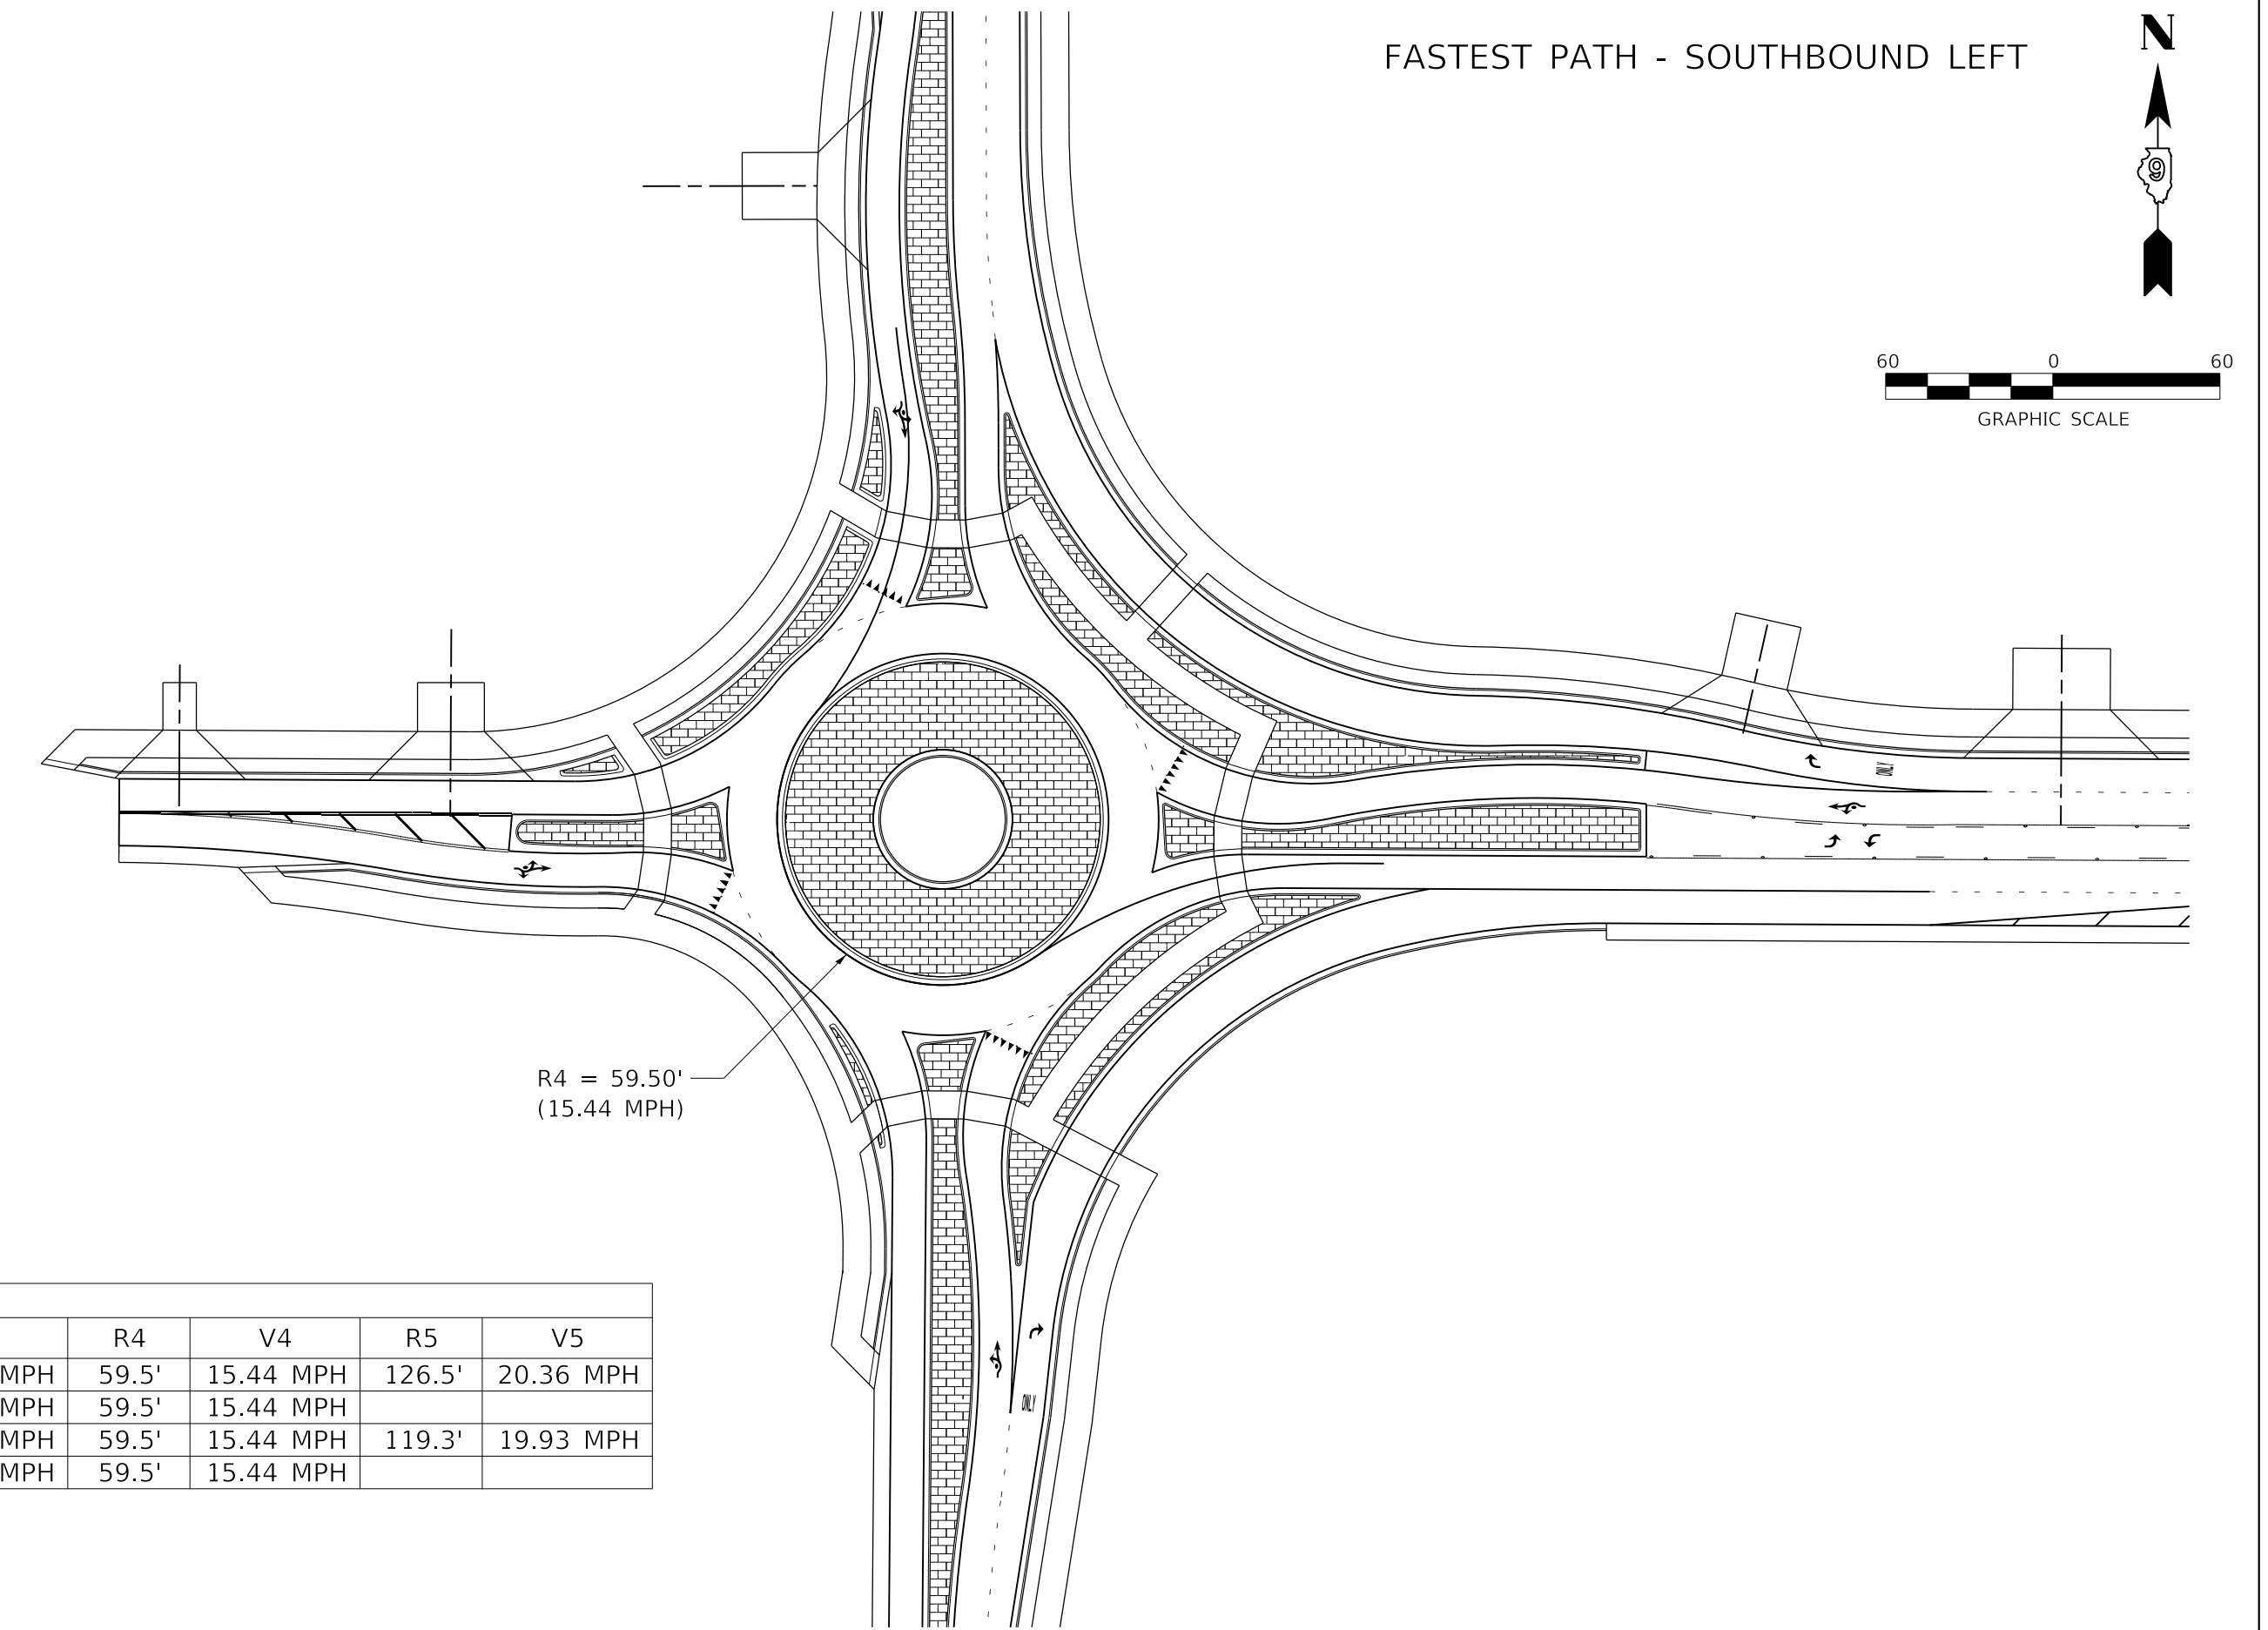 FASTEST PATH - SOUTHBOUND LEFT
N
9
60 0 60
GRAPHIC SCALE
ONLY
R4 = 59.50'
(15.44 MPH)
ONLY
R4 V4 R5 V5
MPH 59.5' 15.44 MPH 126.5' 20.36 MPH
MPH 59.5' 15.44 MPH
MPH 59.5' 15.44 MPH 119.3' 19.93 MPH
MPH 59.5' 15.44 MPH